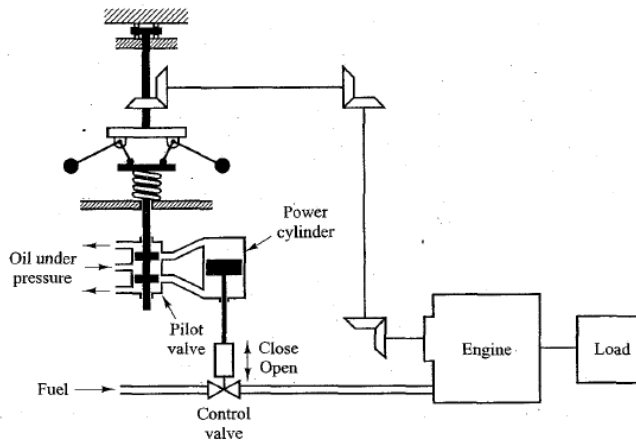 Power
cylinder
Oil under
pressure
Pilot
valve
Close
Open
Engine
Load
Fuel
Control
valve